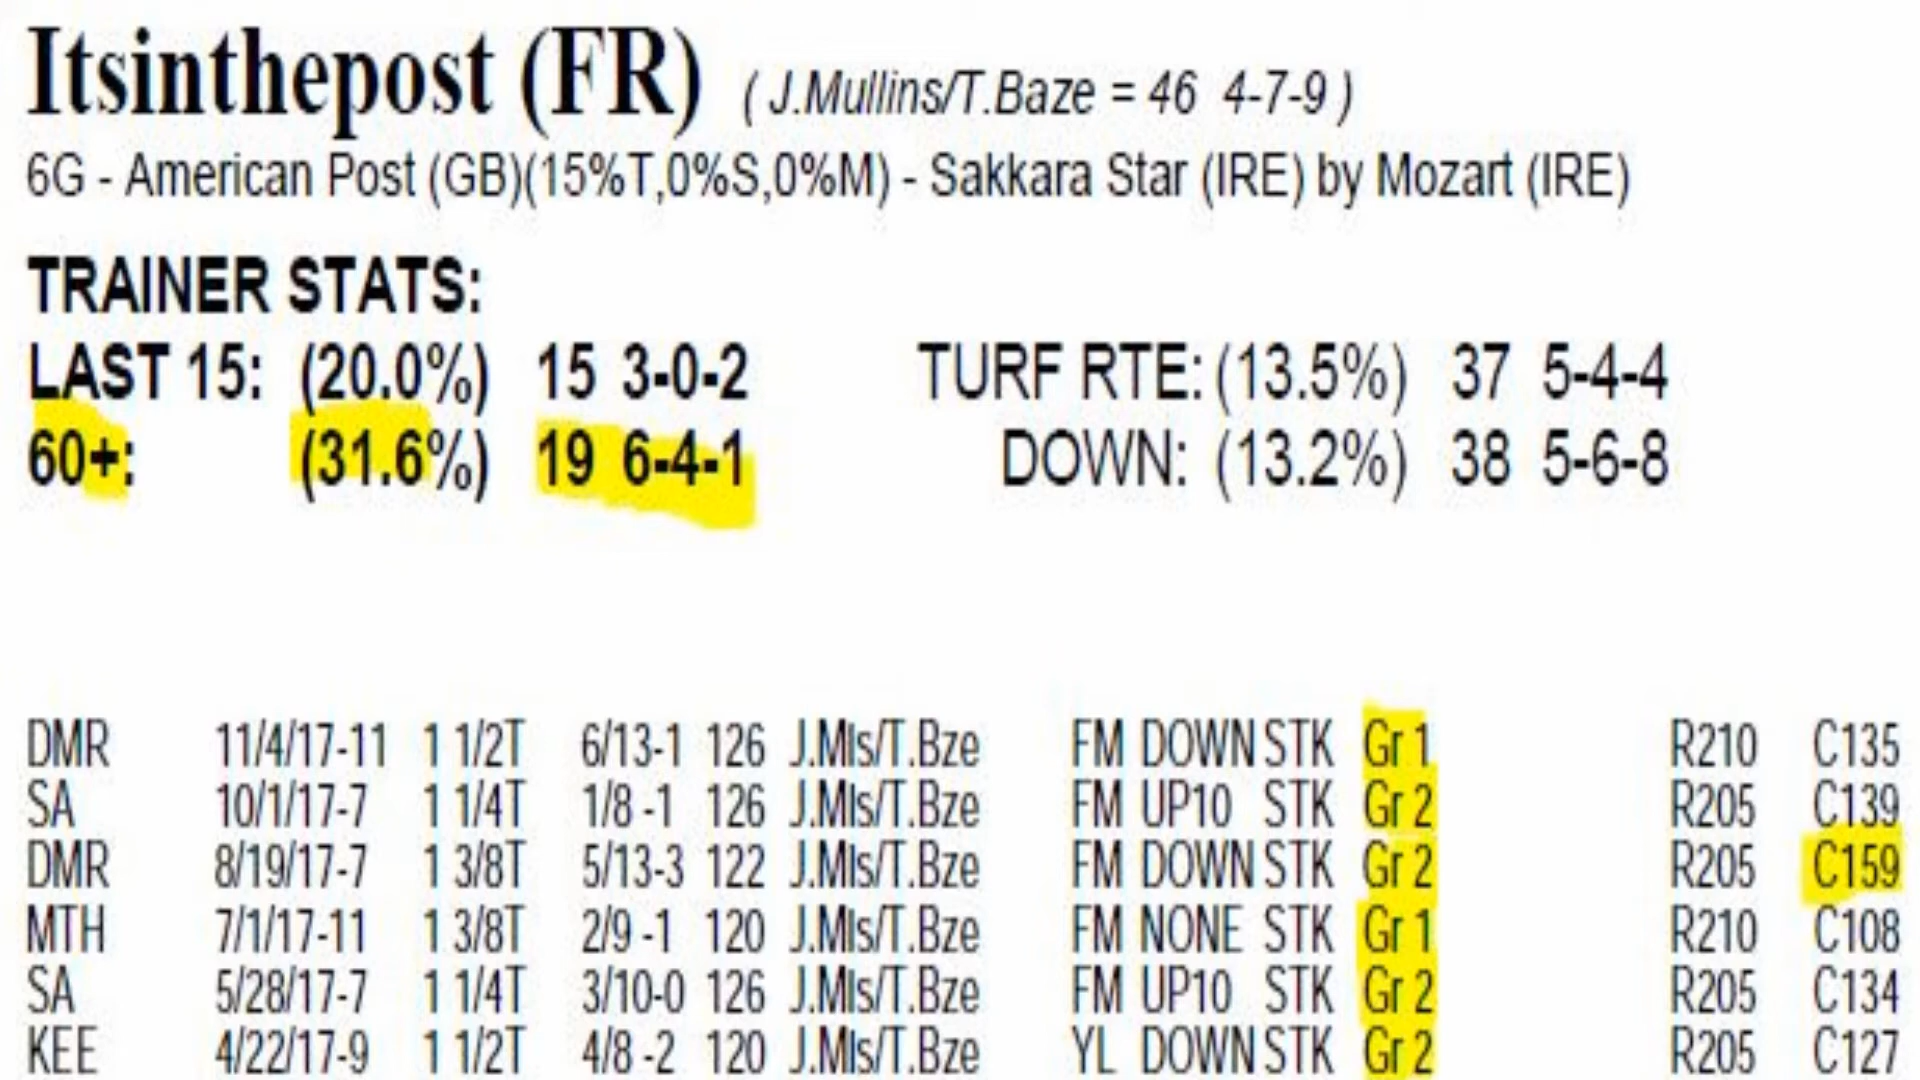 Itsinthepost (FR) ( J.Mullins/T.Baze = 46 4-7-9 )
6G - American Post (GB)(15%T,0%S,0%M) - Sakkara Star (IRE) by Mozart (IRE)
TRAINER STATS:
LAST 15: (20.0%) 15 3-0-2 TURF RTE: (13.5%) 37 5-4-4
60+: (31.6%) 19 6-4-1 DOWN: (13.2%) 38 5-6-8
DMR 11/4/17-11 1 1/2T 6/13-1 126 J.Mls/T.Bze FM DOWN STK Gr 1 R210 C135
SA 10/1/17-7 1 1/4T 1/8 -1 126 J.Mls/T.Bze FM UP10 STK Gr 2 R205 C139
DMR 8/19/17-7 1 3/8T 5/13-3 122 J.Mls/T.Bze FM DOWN STK Gr 2 R205 C159
MTH 7/1/17-11 1 3/8T 2/9 -1 120 J.Mls/T.Bze FM NONE STK Gr 1 R210 C108
SA 5/28/17-7 1 1/4T 3/10-0 126 J.Mls/T.Bze FM UP10 STK Gr 2 R205 C134
KEE 4/22/17-9 1 1/2T 4/8 -2 120 J.Mls/T.Bze YL DOWN STK Gr 2 R205 C127